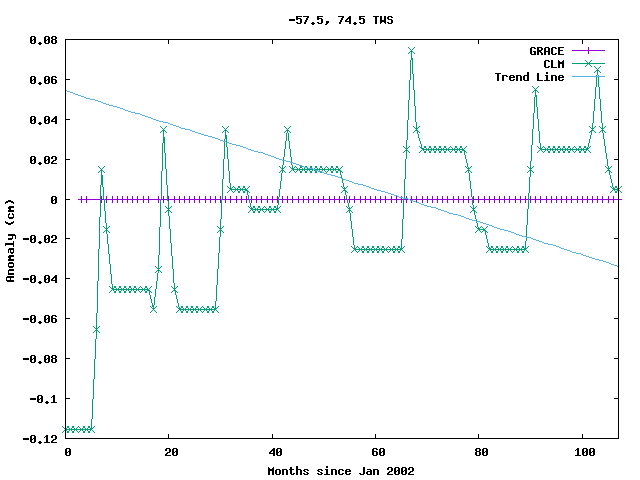 -57.5, 74.5 TWS
GRACE
CLM
Trend Line
0.08
0.06
0.04
0.02
0
-0.02
-0.04
-0.06
-0.08
-0.1
-0.12
Anomaly (cm)
0 20 40 60 80 100
Months since Jan 2002